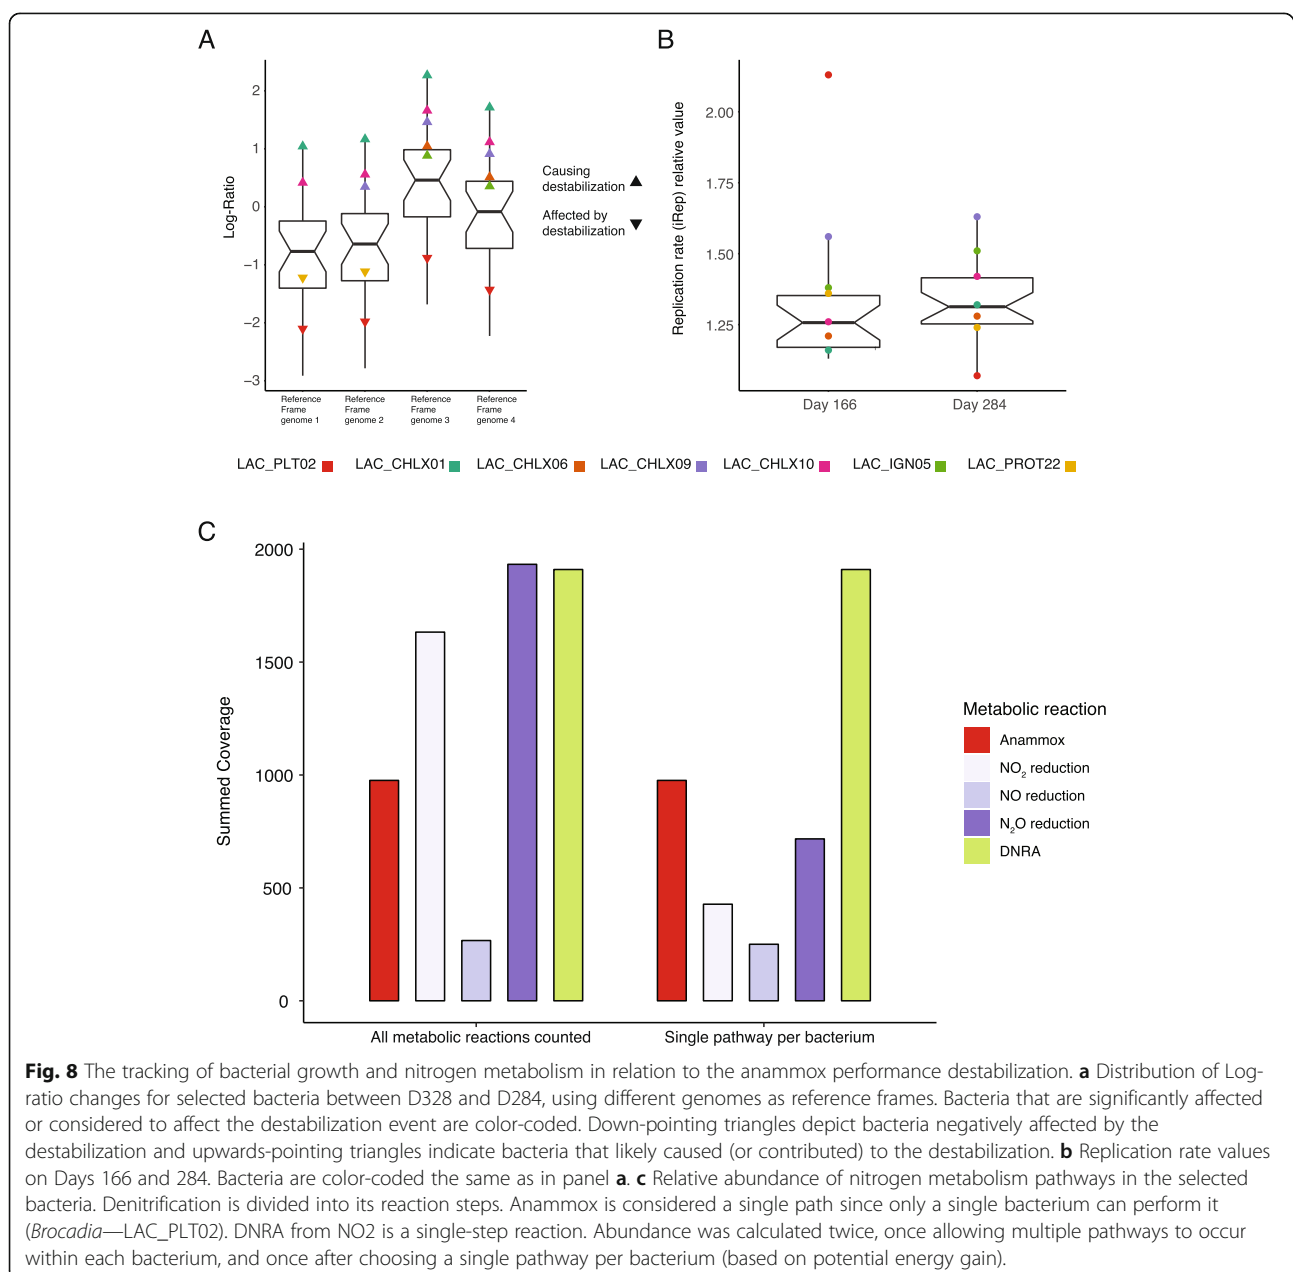 A
2
1
0
−1
−2
−3
Log-Ratio
Reference Frame genome 1
Reference Frame genome 2
Reference Frame genome 3
Reference Frame genome 4
Causing destabilization
Affected by destabilization
B
2.00
1.75
1.50
1.25
Replication rate (iRep) relative value
Day 166
Day 284
LAC_PLT02
LAC_CHLX01
LAC_CHLX06
LAC_CHLX09
LAC_CHLX10
LAC_IGN05
LAC_PROT22
C
2000
1500
1000
500
0
Summed Coverage
All metabolic reactions counted
Single pathway per bacterium
Metabolic reaction
Anammox
NO2 reduction
NO reduction
N2O reduction
DNRA
Fig. 8 The tracking of bacterial growth and nitrogen metabolism in relation to the anammox performance destabilization. a Distribution of Log-
ratio changes for selected bacteria between D328 and D284, using different genomes as reference frames. Bacteria that are significantly affected
or considered to affect the destabilization event are color-coded. Down-pointing triangles depict bacteria negatively affected by the
destabilization and upwards-pointing triangles indicate bacteria that likely caused (or contributed) to the destabilization. b Replication rate values
on Days 166 and 284. Bacteria are color-coded the same as in panel a. c Relative abundance of nitrogen metabolism pathways in the selected
bacteria. Denitrification is divided into its reaction steps. Anammox is considered a single path since only a single bacterium can perform it
(Brocadia—LAC_PLT02). DNRA from NO2 is a single-step reaction. Abundance was calculated twice, once allowing multiple pathways to occur
within each bacterium, and once after choosing a single pathway per bacterium (based on potential energy gain).